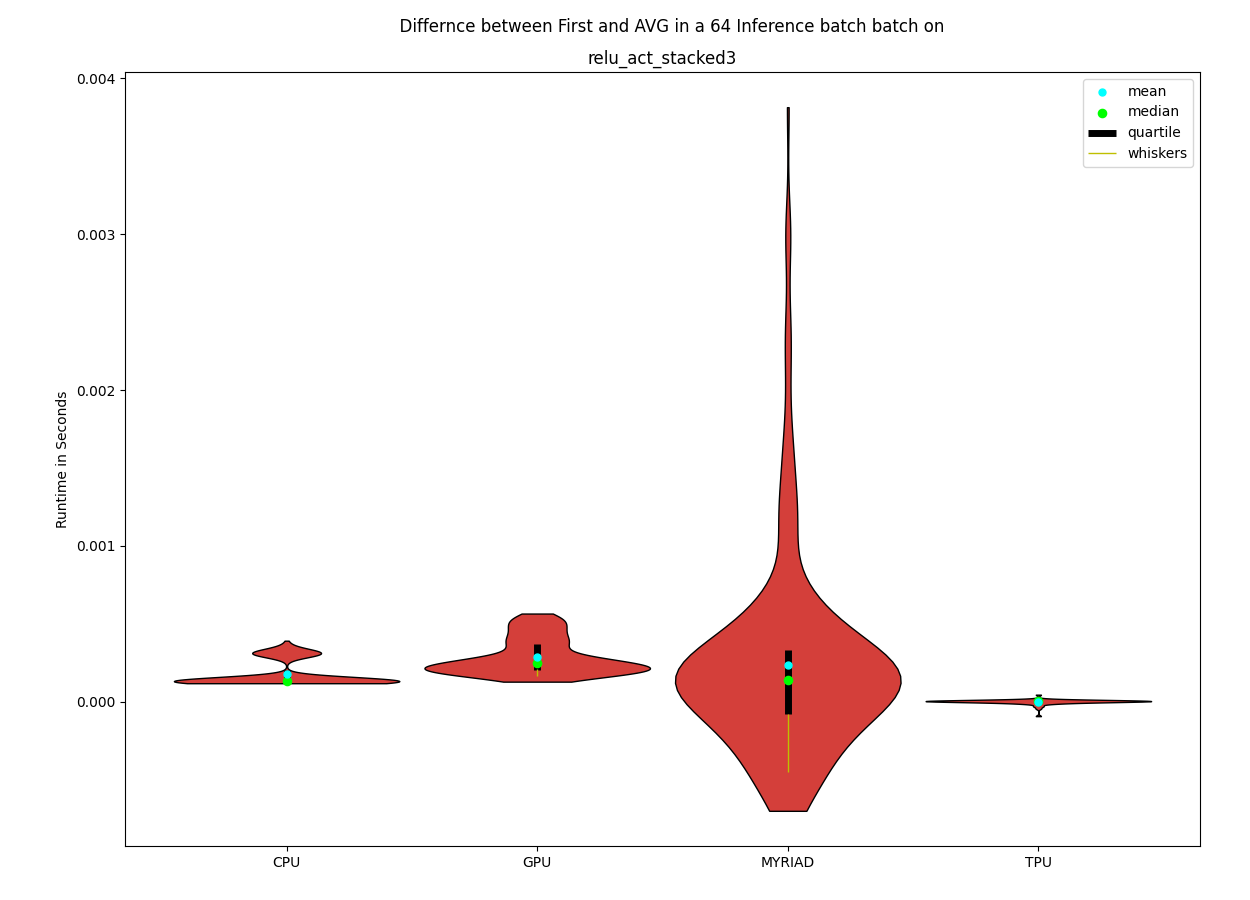 Differnce between First and AVG in a 64 Inference batch batch on
relu_act_stacked3
0.004
0.003
0.002
0.001
0.000
Runtime in Seconds
mean
median
quartile
whiskers
CPU
GPU
MYRIAD
TPU